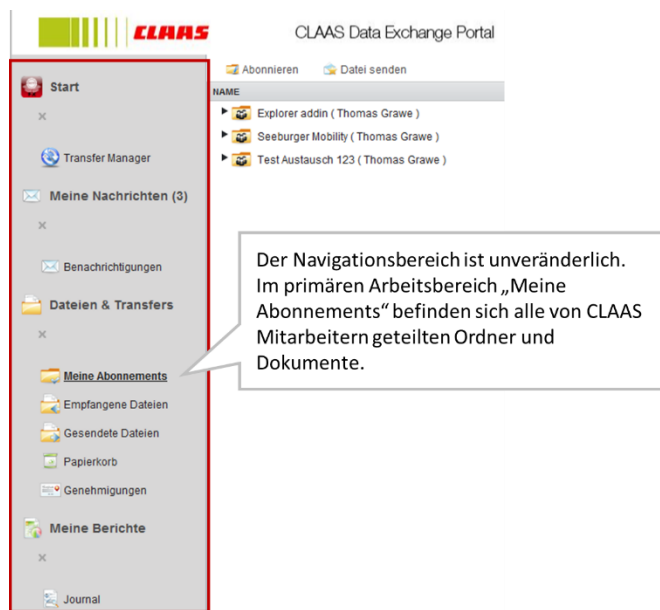 CLAAS
CLAAS Data Exchange Portal
Abonnieren Datei senden
NAME
Explorer addin ( Thomas Grawe )
Seeburger Mobility ( Thomas Grawe )
Test Austausch 123 ( Thomas Grawe )
Start
Transfer Manager
Meine Nachrichten (3)
Benachrichtigungen
Dateien & Transfers
Meine Abonnements
Empfangene Dateien
Gesendete Dateien
Papierkorb
Genehmigungen
Meine Berichte
Journal
Der Navigationsbereich ist unveränderlich.
Im primären Arbeitsbereich „Meine
Abonnements“ befinden sich alle von CLAAS
Mitarbeitern geteilten Ordner und
Dokumente.